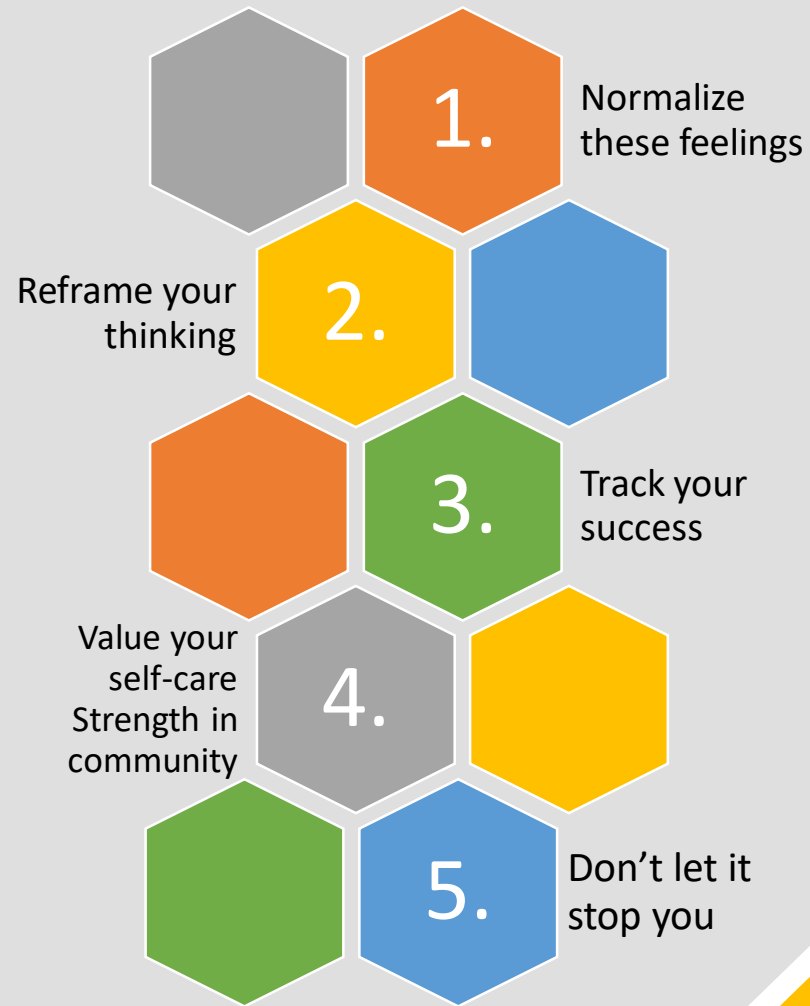 1.
Normalize
these feelings
Reframe your
thinking
2.
3.
Track your
success
Value your
self-care
Strength in
community
4.
5.
Don’t let it
stop you